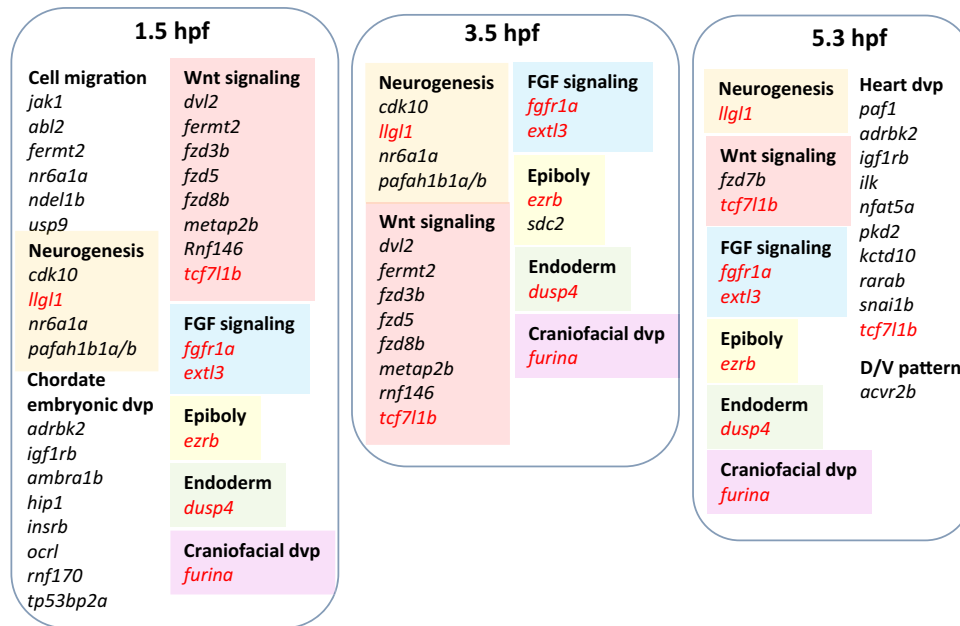 1.5 hpf
Cell migration
jak1
abl2
fermt2
nr6a1a
ndel1b
usp9
Neurogenesis
cdk10
llgl1
nr6a1a
pafah1b1a/b
Chordate
embryonic dvp
adrbk2
igf1rb
ambra1b
hip1
insrb
ocrl
rnf170
tp53bp2a
Wnt signaling
dvl2
fermt2
fzd3b
fzd5
fzd8b
metap2b
Rnf146
tcf7l1b
FGF signaling
fgfr1a
extl3
Epiboly
ezrb
Endoderm
dusp4
Craniofacial dvp
furina
3.5 hpf
Neurogenesis
cdk10
llgl1
nr6a1a
pafah1b1a/b
Wnt signaling
dvl2
fermt2
fzd3b
fzd5
fzd8b
metap2b
rnf146
tcf7l1b
FGF signaling
fgfr1a
extl3
Epiboly
ezrb
sdc2
Endoderm
dusp4
Craniofacial dvp
furina
5.3 hpf
Neurogenesis
llgl1
Wnt signaling
fzd7b
tcf7l1b
FGF signaling
fgfr1a
extl3
Epiboly
ezrb
Endoderm
dusp4
Craniofacial dvp
furina
Heart dvp
paf1
adrbk2
igf1rb
ilk
nfat5a
pkd2
kctd10
rarab
snai1b
tcf7l1b
D/V pattern
acvr2b